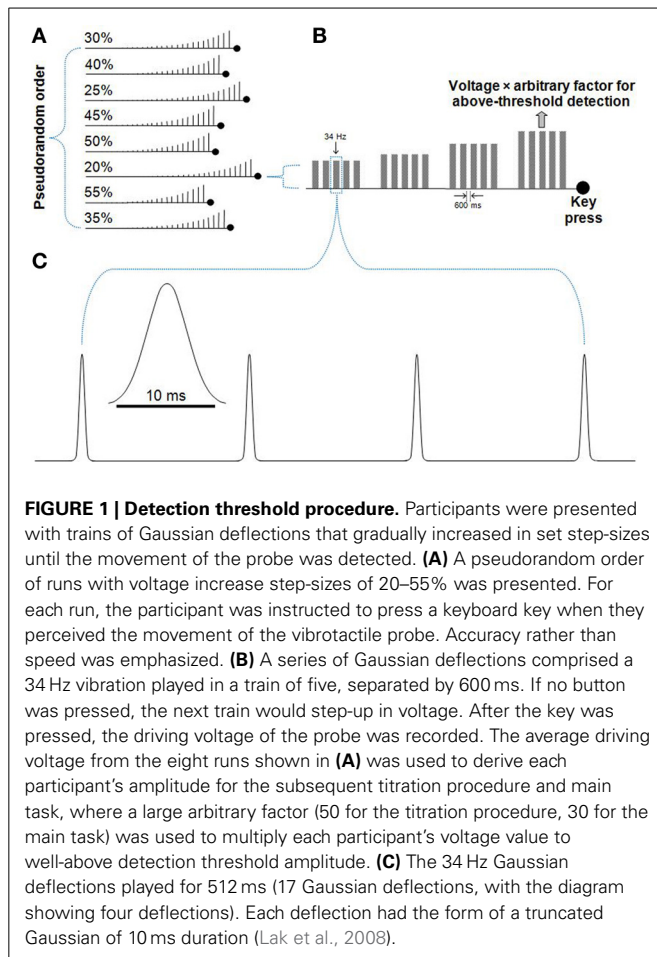 A
B
30%
40%
25%
45%
50%
20%
55%
35%
Pseudorandom order
Voltage × arbitrary factor for
above-threshold detection
34 Hz
600 ms
Key
press
C
10 ms
FIGURE 1 | Detection threshold procedure. Participants were presented
with trains of Gaussian deflections that gradually increased in set step-sizes
until the movement of the probe was detected. (A) A pseudorandom order
of runs with voltage increase step-sizes of 20–55% was presented. For
each run, the participant was instructed to press a keyboard key when they
perceived the movement of the vibrotactile probe. Accuracy rather than
speed was emphasized. (B) A series of Gaussian deflections comprised a
34 Hz vibration played in a train of five, separated by 600 ms. If no button
was pressed, the next train would step-up in voltage. After the key was
pressed, the driving voltage of the probe was recorded. The average driving
voltage from the eight runs shown in (A) was used to derive each
participant's amplitude for the subsequent titration procedure and main
task, where a large arbitrary factor (50 for the titration procedure, 30 for the
main task) was used to multiply each participant's voltage value to
well-above detection threshold amplitude. (C) The 34 Hz Gaussian
deflections played for 512 ms (17 Gaussian deflections, with the diagram
showing four deflections). Each deflection had the form of a truncated
Gaussian of 10 ms duration (Lak et al., 2008).